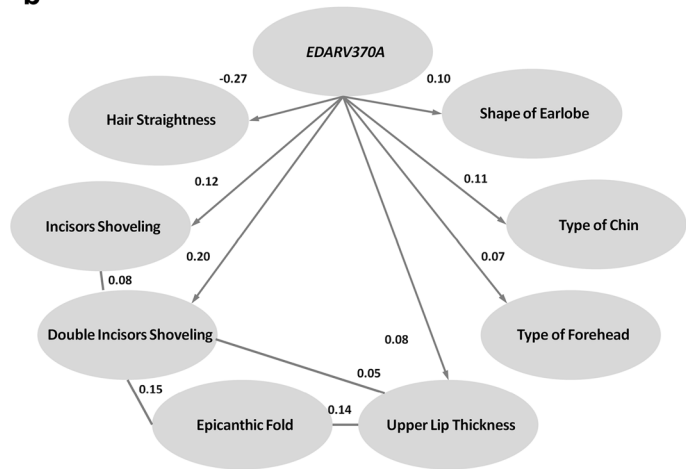 b
EDARV370A
-0.27
0.10
Hair Straightness
Shape of Earlobe
0.12
0.11
Incisors Shoveling
Type of Chin
0.20
0.07
0.08
Double Incisors Shoveling
Type of Forehead
0.08
0.05
0.15
0.14
Epicanthic Fold
Upper Lip Thickness